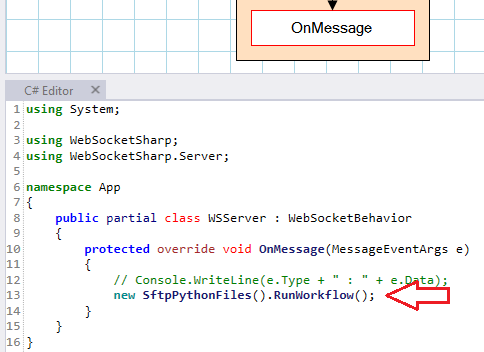 OnMessage
C# Editor ×
1 using System;
2
3 using WebSocketSharp;
4 using WebSocketSharp.Server;
5
6 namespace App
7 {
8 public partial class WSServer : WebSocketBehavior
9 {
10 protected override void OnMessage(MessageEventArgs e)
11 {
12 // Console.WriteLine(e.Type + " : " + e.Data);
13 new SftpPythonFiles().RunWorkflow();
14 }
15 }
16 }